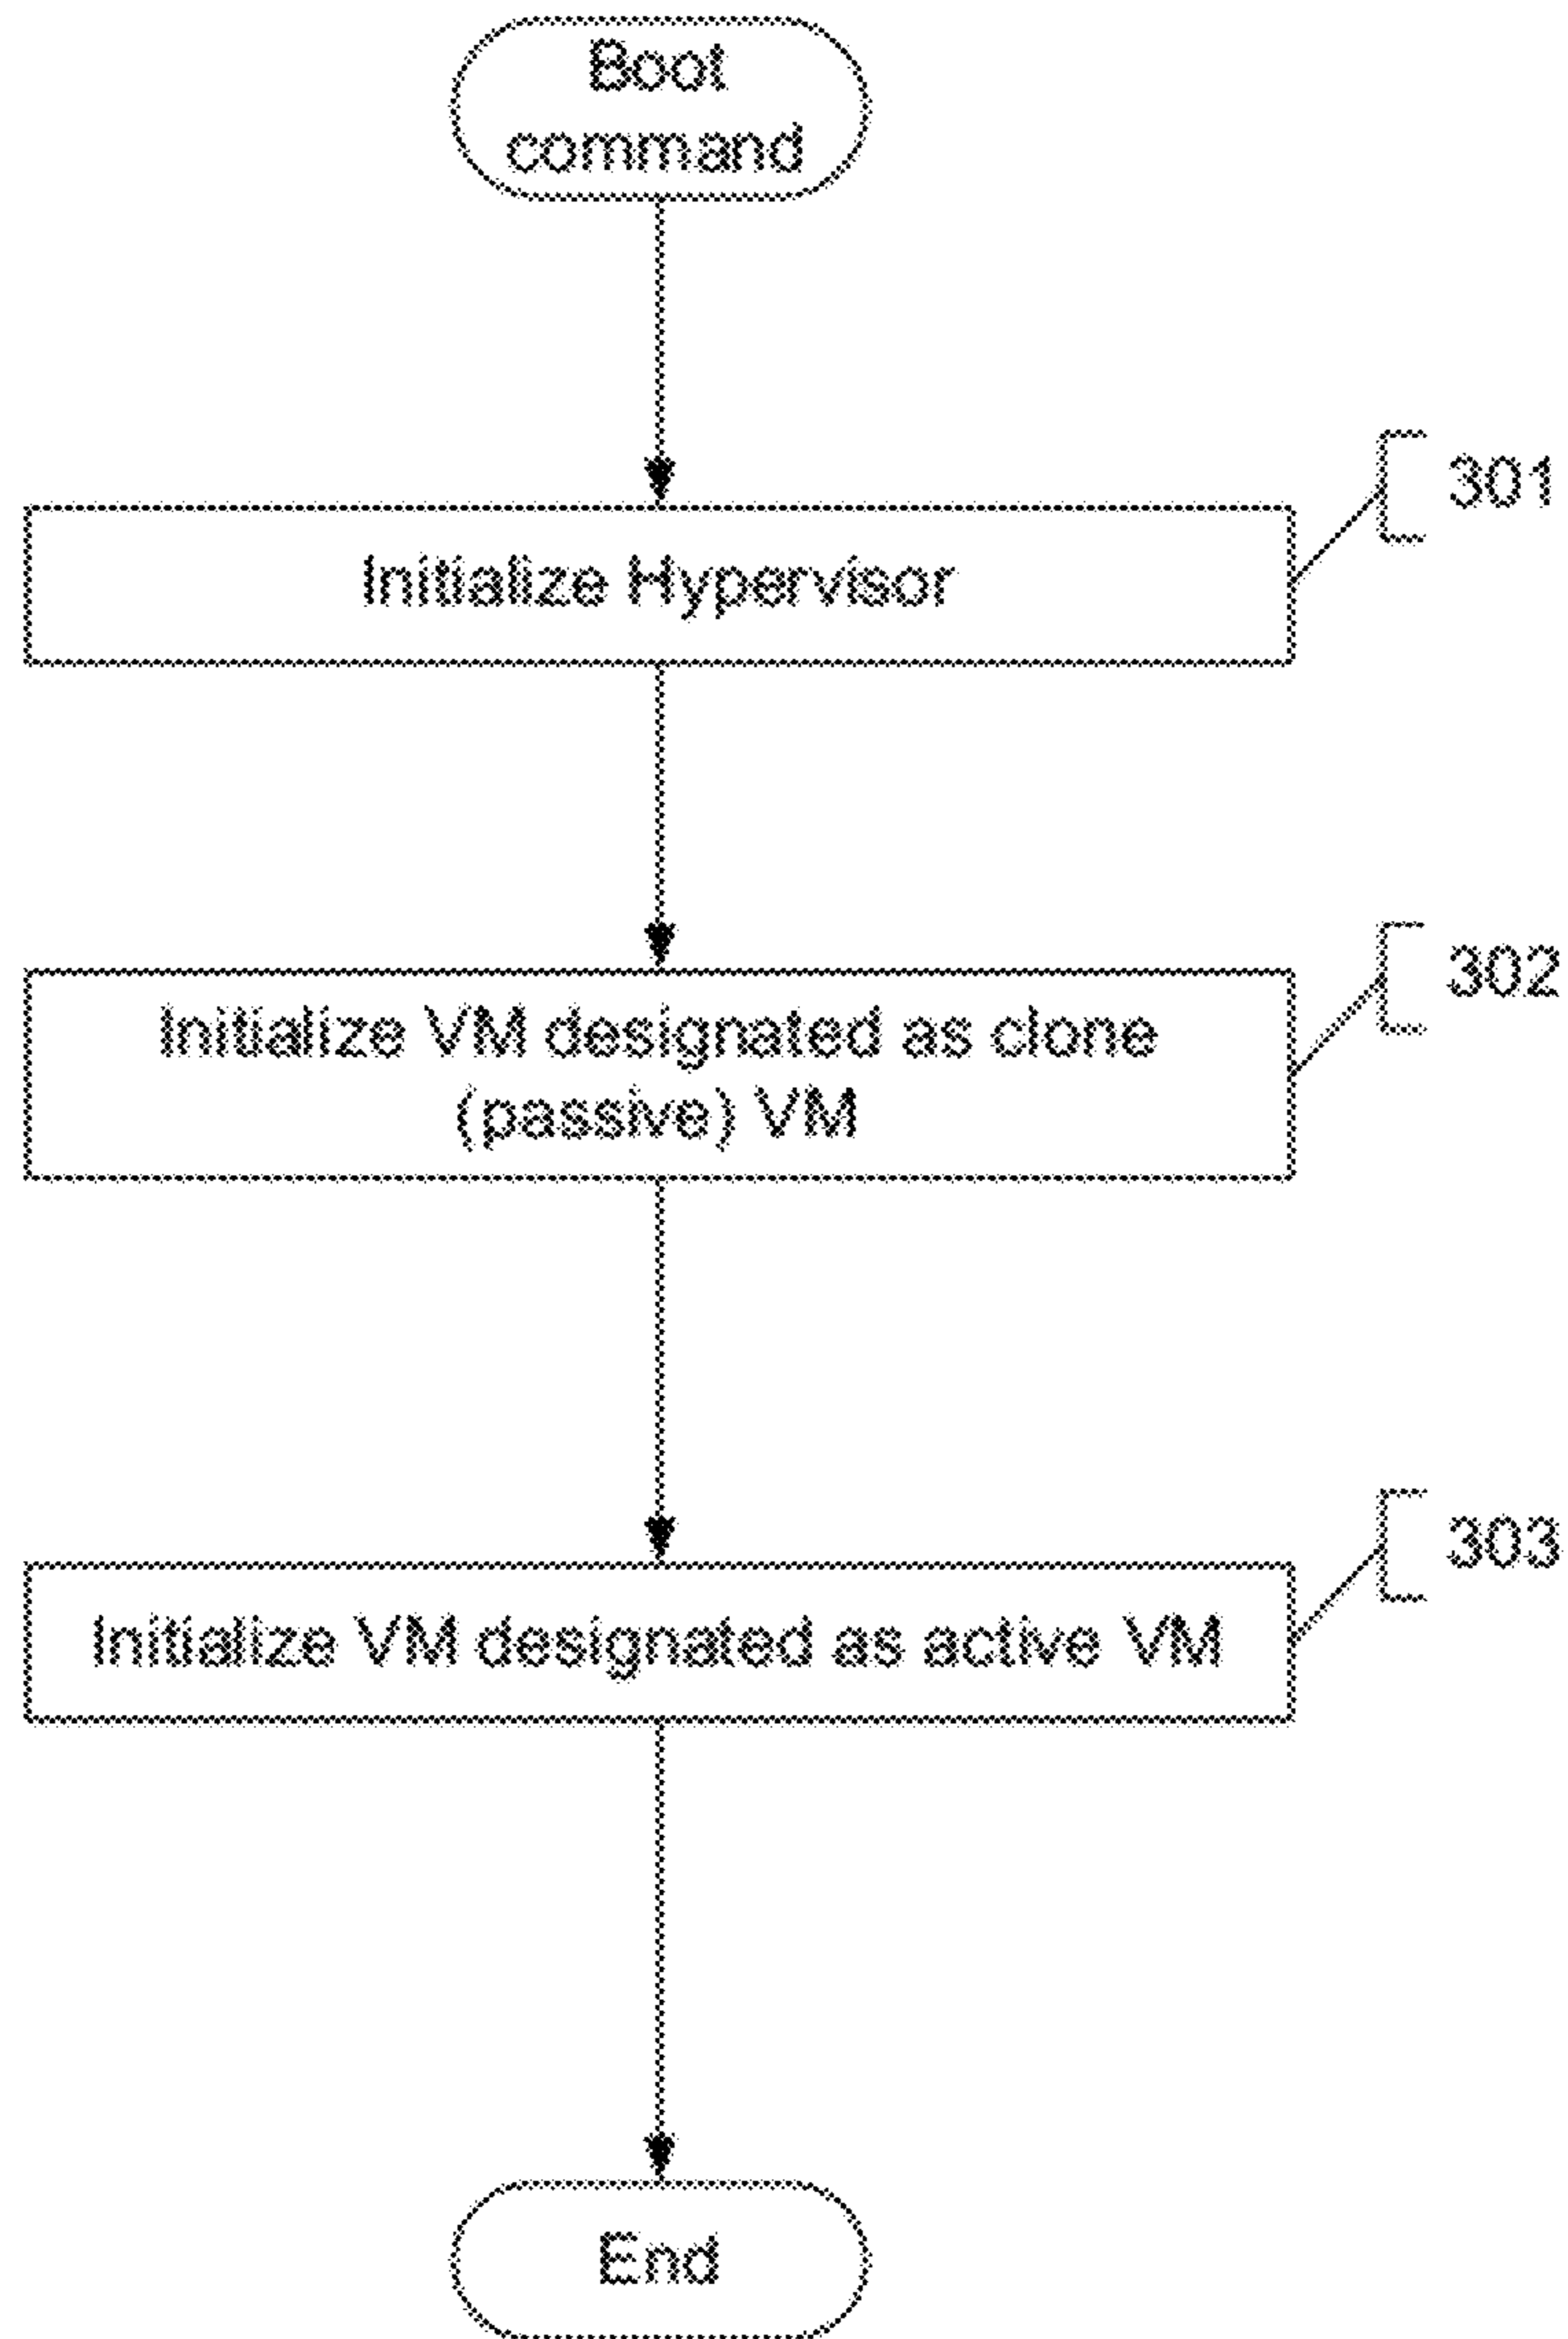 Boot
command
301
Initialize Hypervisor
302
Initialize VM designated as clone
(passive) VM
303
Initialize VM designated as active VM
End